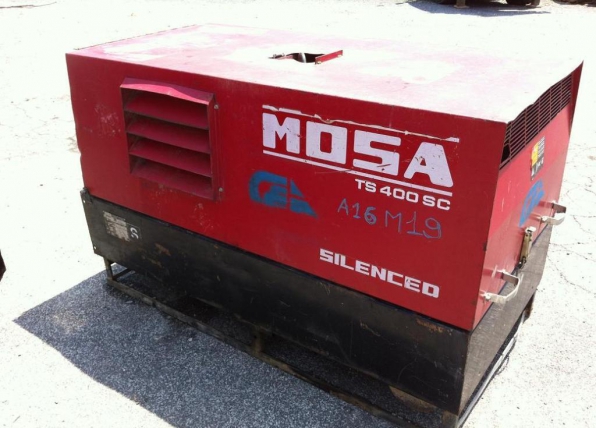 MOSA
TS 400 SC
A16 M19
SILENCED